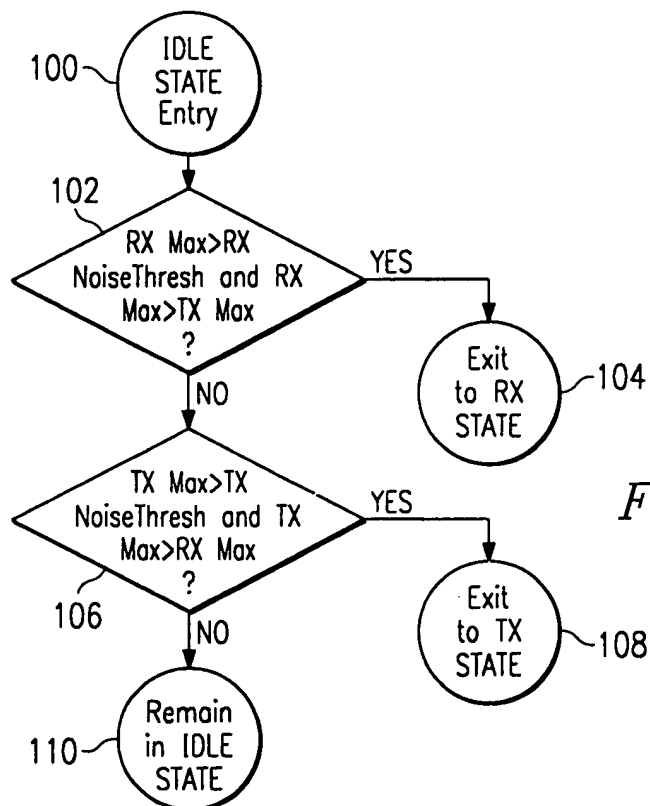 100
IDLE
STATE
Entry
102
RX Max>RX
NoiseThresh and RX
Max>TX Max
?
YES
Exit
to RX
STATE
104
NO
TX Max>TX
NoiseThresh and TX
Max>RX Max
?
YES
F
106
Exit
to TX
STATE
108
NO
Remain
in IDLE
STATE
110